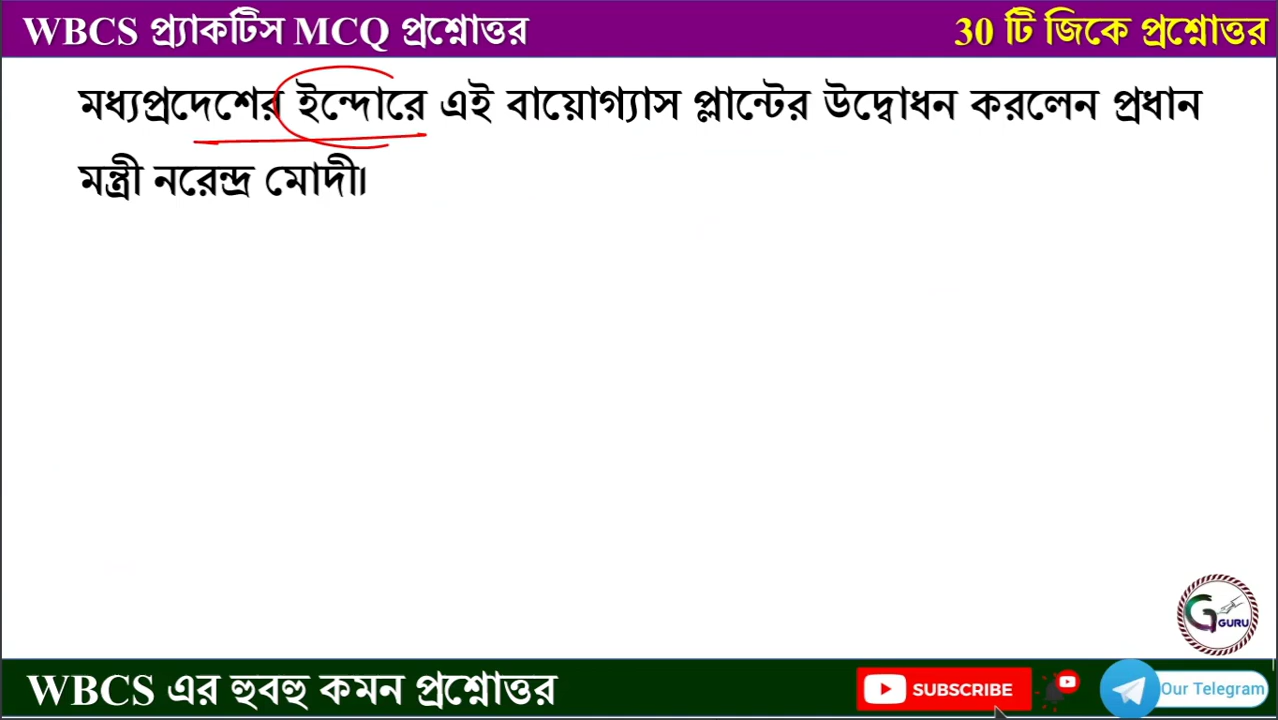 WBCS প্র্যাকটিস MCQ প্রশ্নোত্তর
30 টি জিকে প্রশ্নোত্তর
মধ্যপ্রদেশের ইন্দোরে এই বায়োগ্যাস প্লান্টের উদ্বোধন করলেন প্রধান
মন্ত্রী নরেন্দ্র মোদী।
G GURU
WBCS এর হুবহু কমন প্রশ্নোত্তর
SUBSCRIBE
Our Telegram